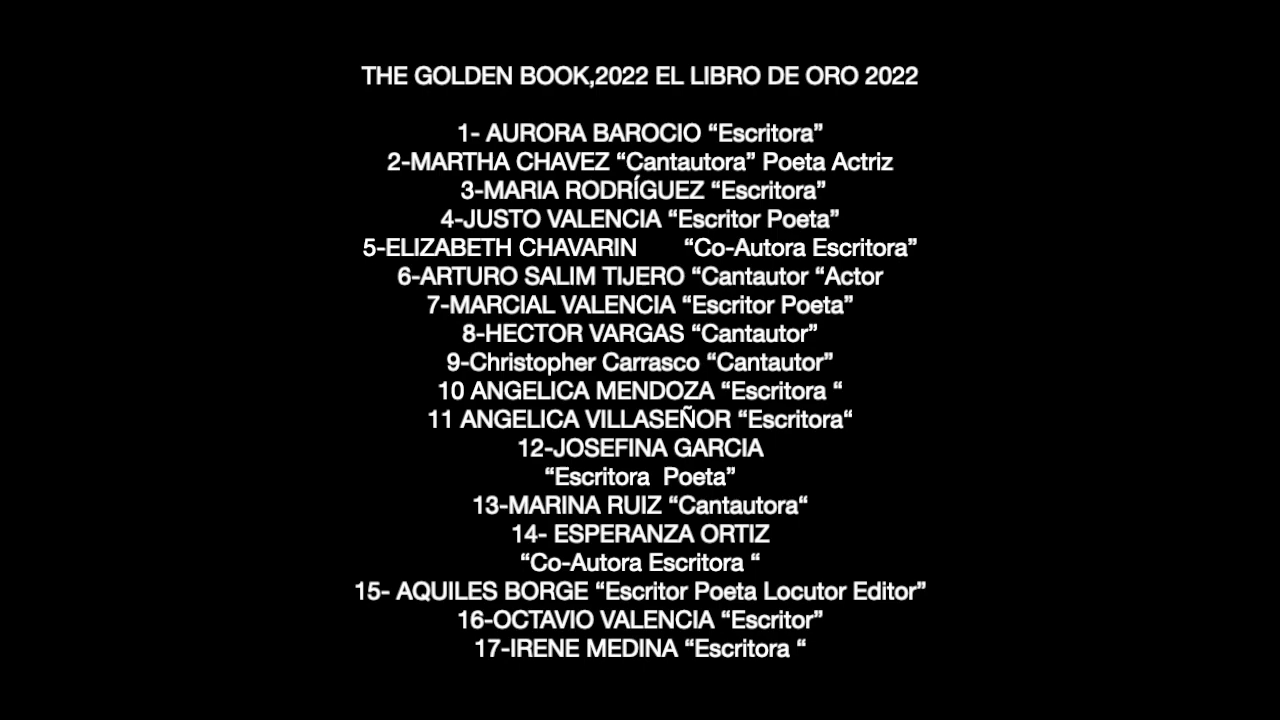 THE GOLDEN BOOK,2022 EL LIBRO DE ORO 2022
1- AURORA BAROCIO “Escritora”
2-MARTHA CHAVEZ “Cantautora” Poeta Actriz
3-MARIA RODRÍGUEZ “Escritora”
4-JUSTO VALENCIA “Escritor Poeta”
5-ELIZABETH CHAVARIN “Co-Autora Escritora”
6-ARTURO SALIM TIJERO “Cantautor “Actor
7-MARCIAL VALENCIA “Escritor Poeta”
8-HECTOR VARGAS “Cantautor”
9-Christopher Carrasco “Cantautor”
10 ANGELICA MENDOZA “Escritora “
11 ANGELICA VILLASEÑOR “Escritora“
12-JOSEFINA GARCIA
“Escritora  Poeta”
13-MARINA RUIZ “Cantautora“
14- ESPERANZA ORTIZ
“Co-Autora Escritora “
15- AQUILES BORGE “Escritor Poeta Locutor Editor”
16-OCTAVIO VALENCIA “Escritor”
17-IRENE MEDINA “Escritora “